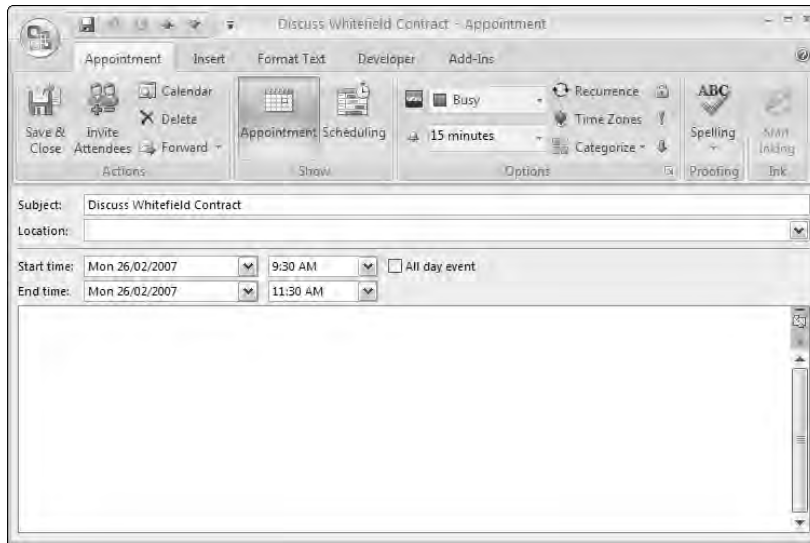 Discuss Whitefield Contract - Appointment
Appointment Insert Format Text Developer Add-Ins
Save & Close
Invite Attendees
Calendar
Delete
Forward
Actions
Appointment
Scheduling
Show
Busy
15 minutes
Recurrence
Time Zones
Categorize
Options
ABC
Spelling
Proofing
Start Inking
Ink
Subject: Discuss Whitefield Contract
Location:
Start time: Mon 26/02/2007 9:30 AM All day event
End time: Mon 26/02/2007 11:30 AM